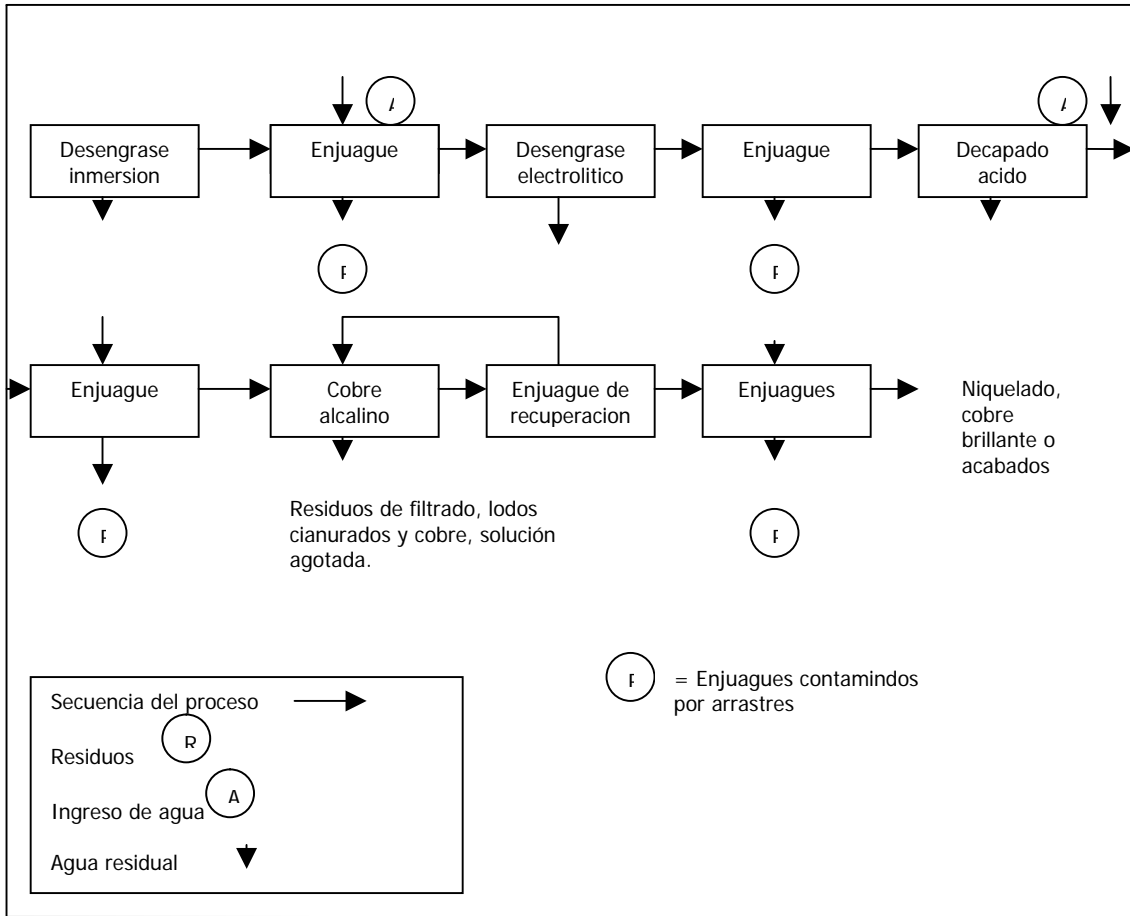 Desengrase
inmersion
Enjuague
Desengrase
electrolitico
Enjuague
Decapado
acido
Enjuague
Cobre
alcalino
Enjuague de
recuperacion
Enjuagues
Niquelado,
cobre
brillante o
acabados
Residuos de filtrado, lodos
cianurados y cobre, solución
agotada.
= Enjuagues contamindos
por arrastres
Secuencia del proceso
Residuos
R
Ingreso de agua
A
Agua residual